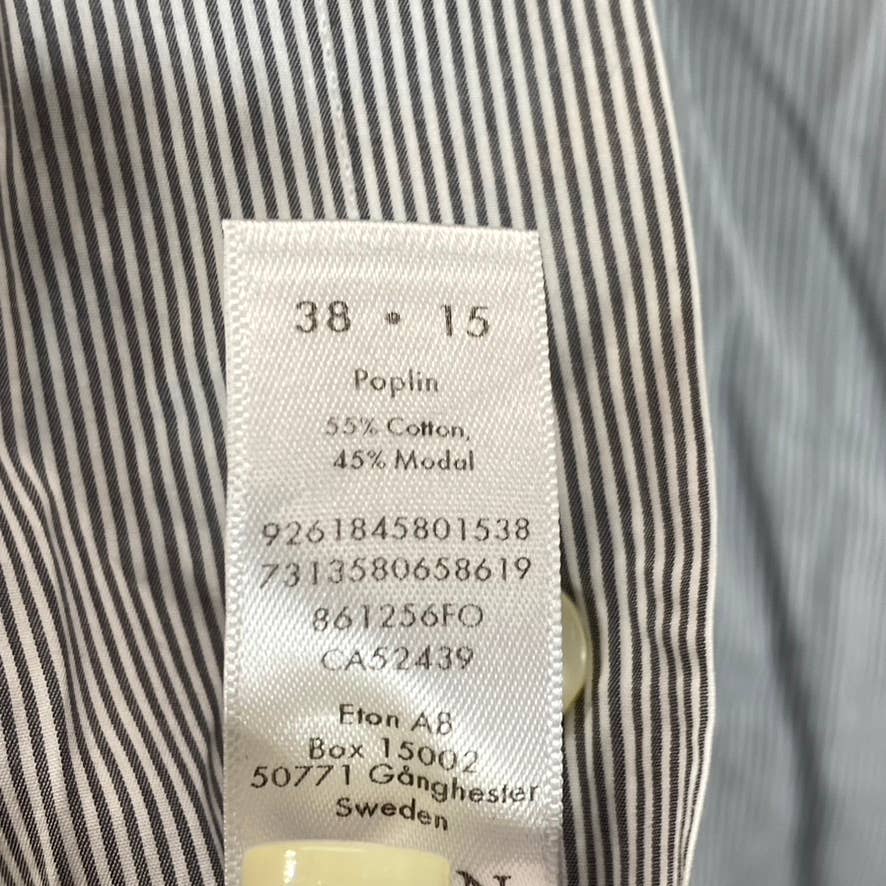 38 • 15
Poplin
55% Cotton,
45% Modal
9261845801538
7313580658619
861256FO
CA52439
Eton AB
Box 15002
50771 Gånghester
Sweden